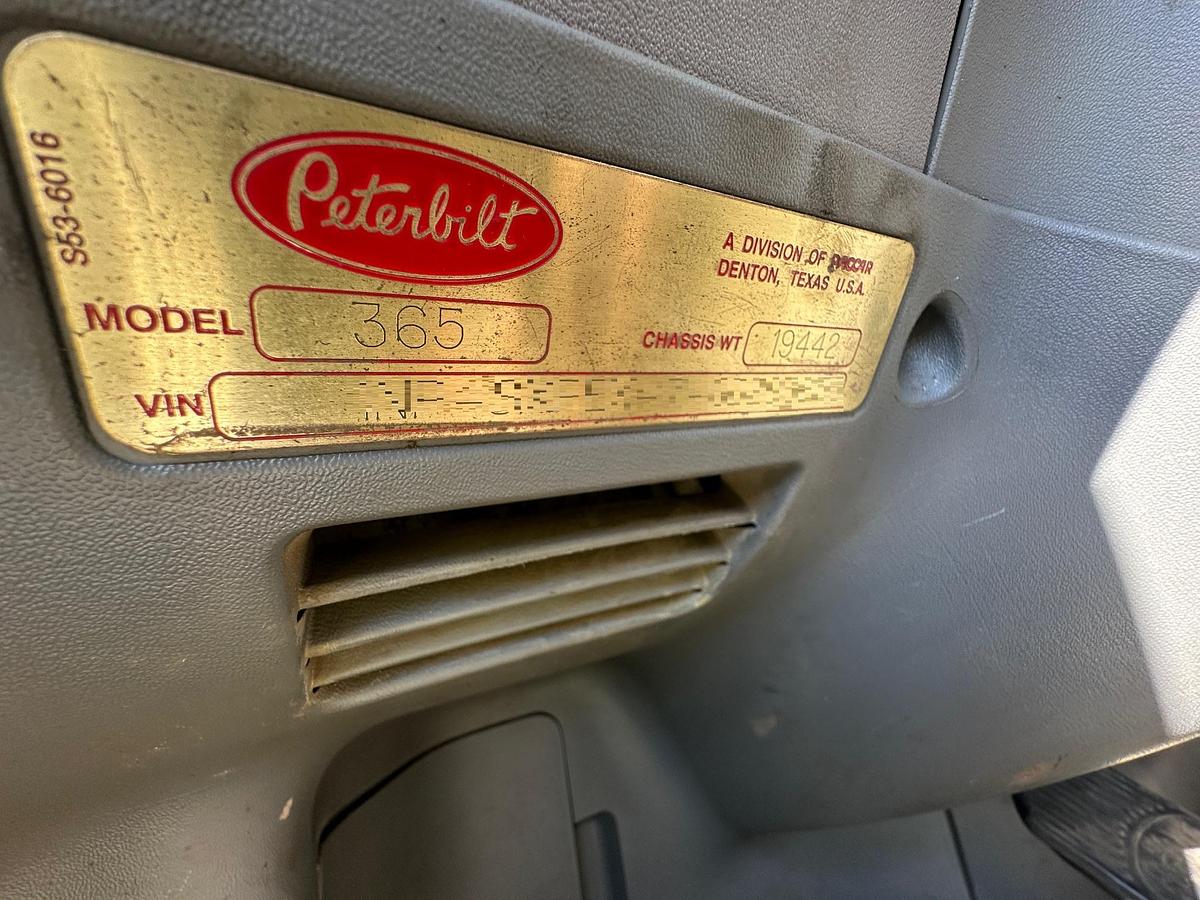 S53-6016
Peterbilt
A DIVISION OF PACCAR
DENTON, TEXAS U.S.A.
MODEL 365
CHASSIS WT 19442
VIN